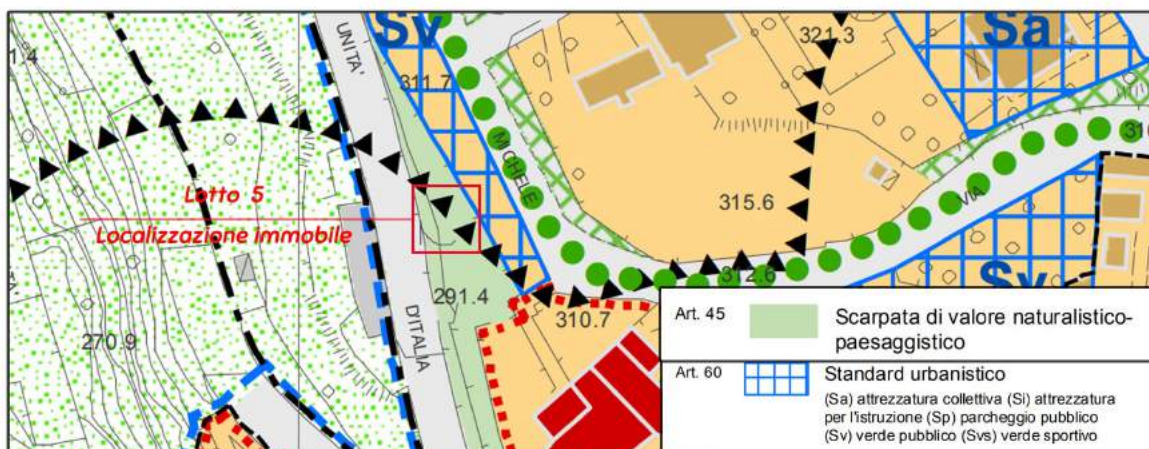 Sv
Sa
321.3
1.4
UNITA'
311.7
MICHELE
Lotto 5
Localizzazione immobile
315.6
VIA
312.6
Sv
291.4
310.7
D'ITALIA
270.9
Art. 45
Scarpata di valore naturalistico-
paesaggistico
Art. 60
Standard urbanistico
(Sa) attrezzatura collettiva (Si) attrezzatura
per l'istruzione (Sp) parcheggio pubblico
(Sv) verde pubblico (Svs) verde sportivo